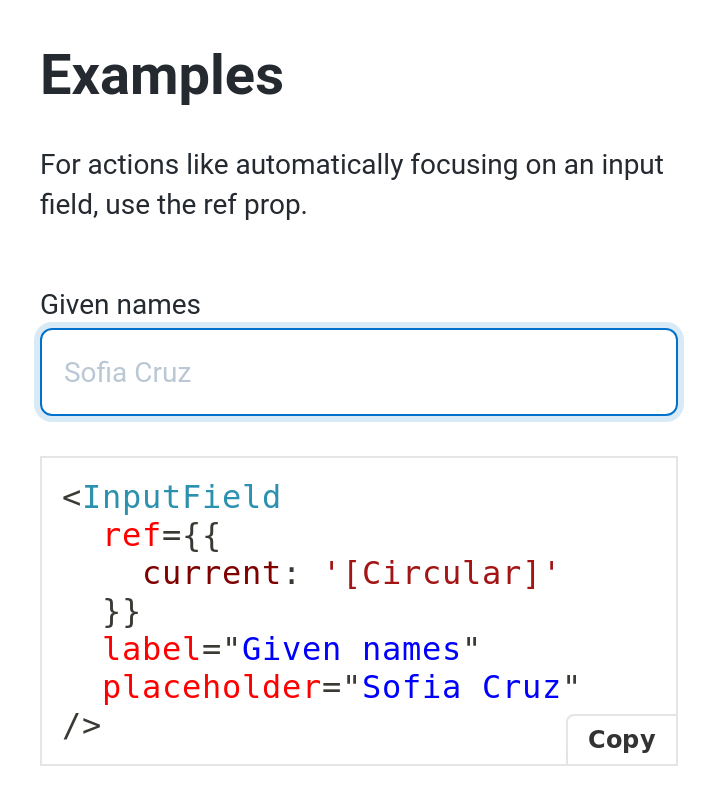 Examples
For actions like automatically focusing on an input
field, use the ref prop.
Given names
Sofia Cruz
<InputField
  ref={{
    current: '[Circular]'
  }}
  label="Given names"
  placeholder="Sofia Cruz"
/>
Copy